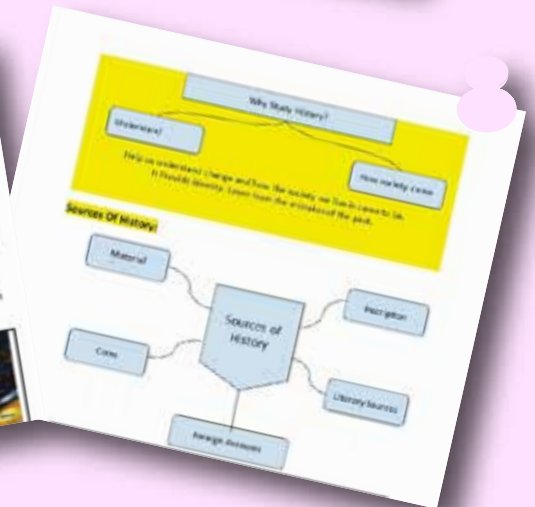 Why Study History?
Understand
How society came
Help us understand change and how the society we live in came to be.
It Provide Identity. Learn from the mistakes of the past.
Sources Of History:
Material
Inscription
Sources of
History
Coins
Literary Sources
Foreign Accounts